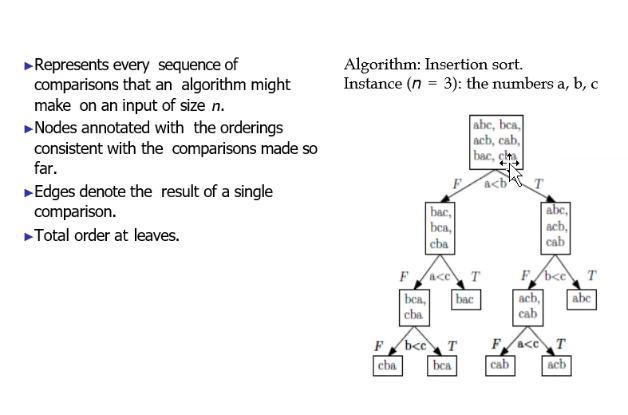 ►Represents every sequence of
comparisons that an algorithm might
make on an input of size n.
►Nodes annotated with the orderings
consistent with the comparisons made so
far.
►Edges denote the result of a single
comparison.
►Total order at leaves.
Algorithm: Insertion sort.
Instance (n = 3): the numbers a, b, c
abc, bca,
acb, cab,
bac, cba
F a<b T
bac,
bca,
cba
abc,
acb,
cab
F a<c T
F b<c T
bca,
cba
bac
acb,
cab
abc
F b<c T
F a<c T
cba
bca
cab
acb